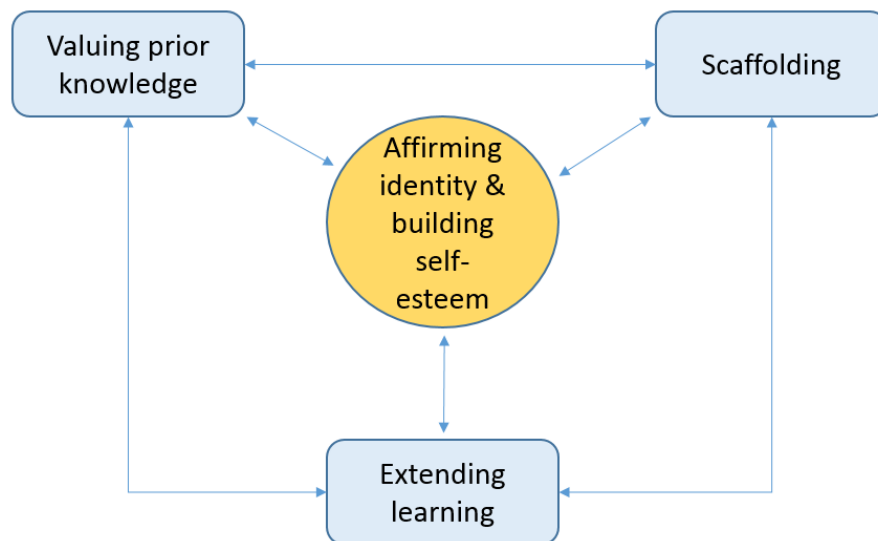 Valuing prior
knowledge
Scaffolding
Affirming
identity &
building
self-
esteem
Extending
learning